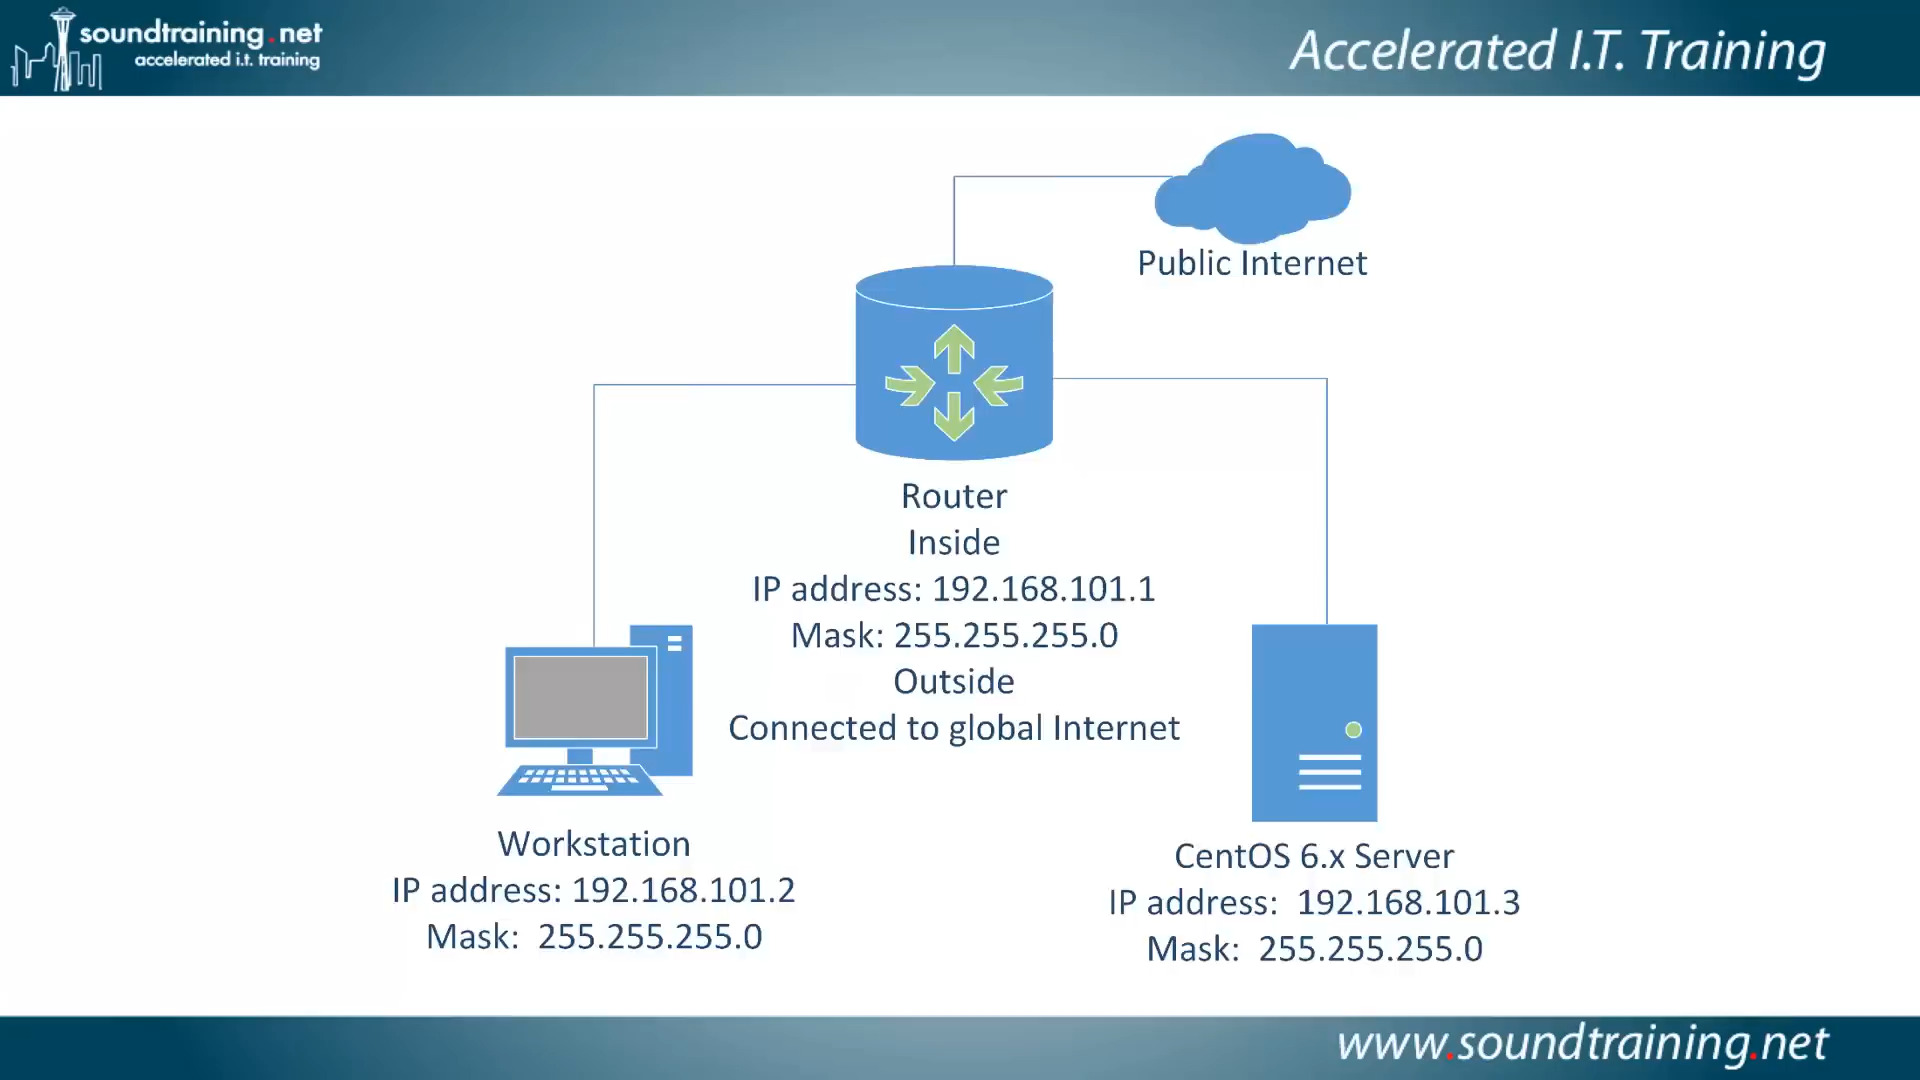 soundtraining.net
accelerated i.t. training
Accelerated I.T. Training
Public Internet
Router
Inside
IP address: 192.168.101.1
Mask: 255.255.255.0
Outside
Connected to global Internet
Workstation
IP address: 192.168.101.2
Mask:  255.255.255.0
CentOS 6.x Server
IP address:  192.168.101.3
Mask:  255.255.255.0
www.soundtraining.net